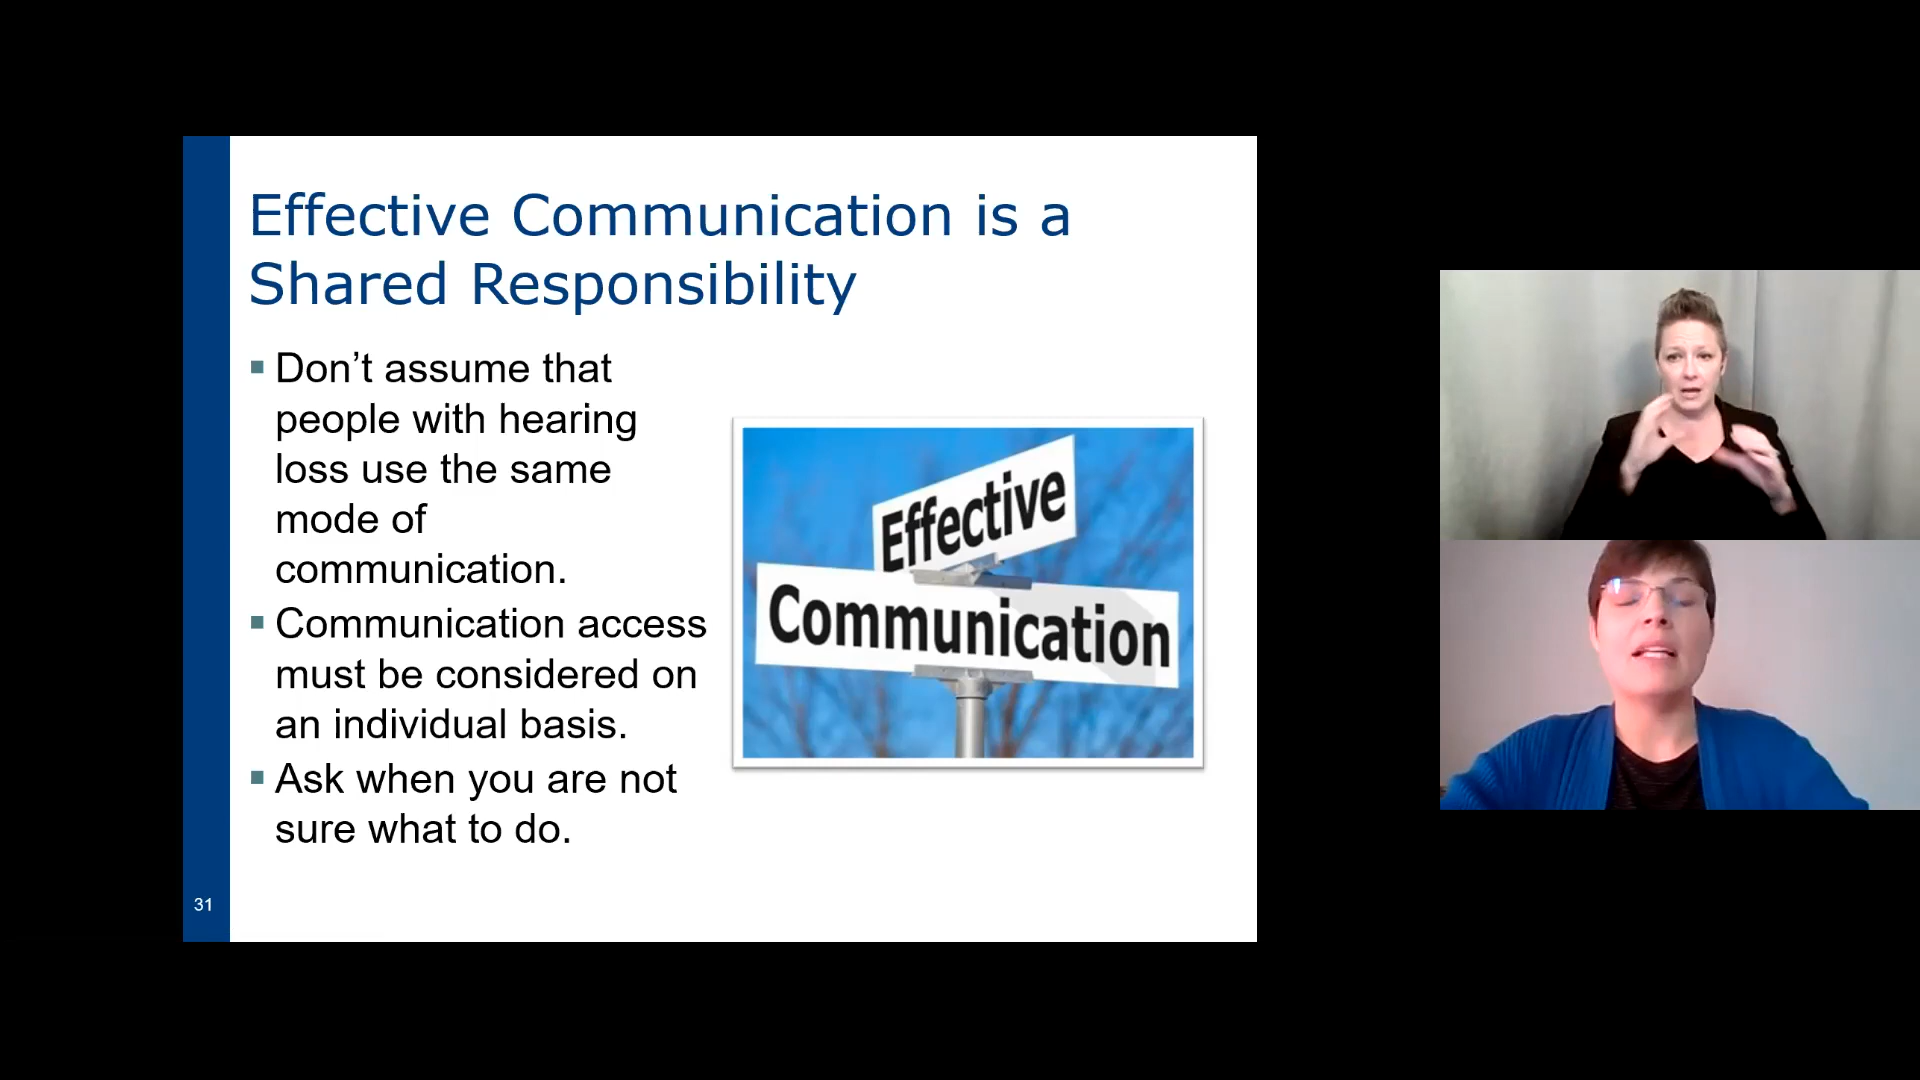 Effective Communication is a
Shared Responsibility
Don’t assume that
people with hearing
loss use the same
mode of
communication.
Communication access
must be considered on
an individual basis.
Ask when you are not
sure what to do.
Effective
Communication
31